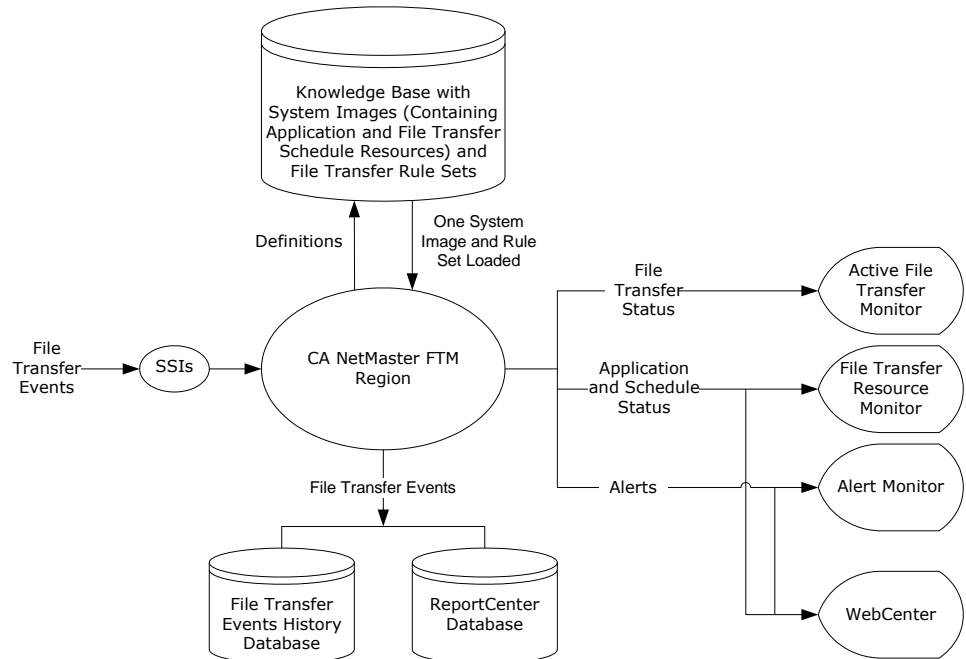 Knowledge Base with
System Images (Containing
Application and File Transfer
Schedule Resources) and
File Transfer Rule Sets
Definitions
One System
Image and Rule
Set Loaded
File
Transfer
Events
SSIs
CA NetMaster FTM
Region
File
Transfer
Status
Active File
Transfer
Monitor
Application
and Schedule
Status
File Transfer
Resource
Monitor
Alerts
Alert Monitor
WebCenter
File Transfer Events
File Transfer
Events History
Database
ReportCenter
Database